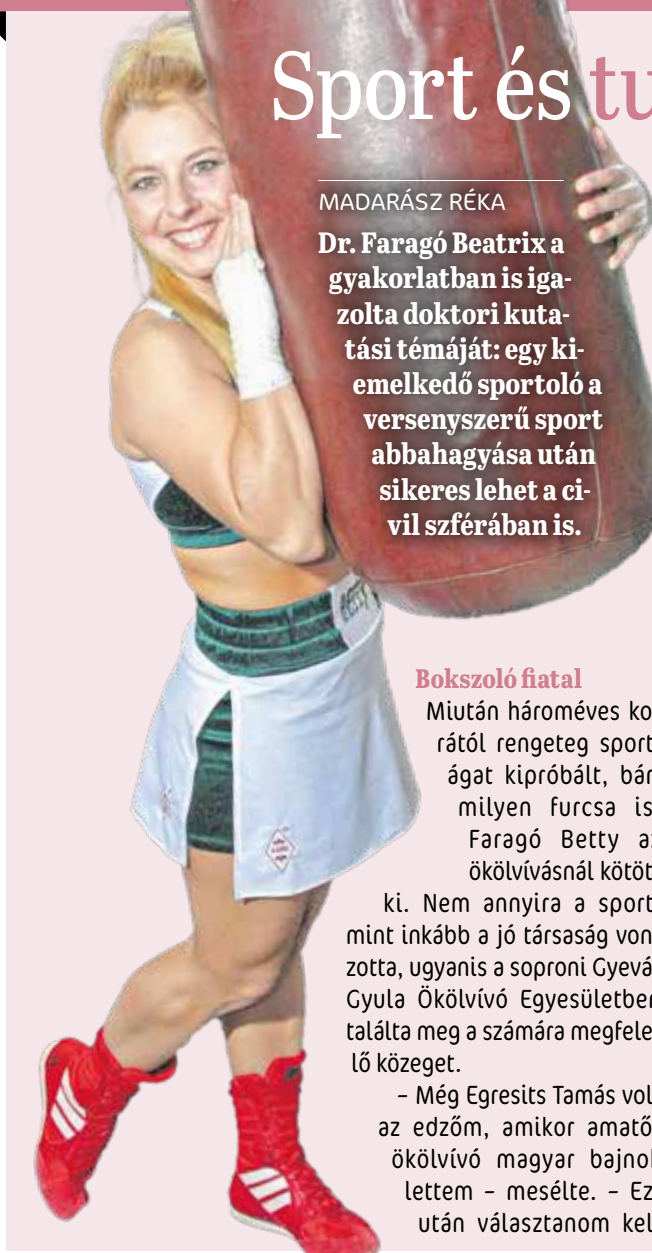 Sport és tu
MADARÁSZ RÉKA
Dr. Faragó Beatrix a
gyakorlatban is iga-
zolta doktori kuta-
tási témáját: egy ki-
emelkedő sportoló a
versenyszerű sport
abbahagyása után
sikeres lehet a ci-
vil szférában is.
Bokszoló fiatal
Miután hároméves ko
rától rengeteg sport
ágat kipróbált, bár
milyen furcsa is
Faragó Betty a
ökölvívásnál kötöt
ki. Nem annyira a sport
mint inkább a jó társaság von
zotta, ugyanis a soproni Gyevá
Gyula Ökölvívó Egyesületbe
találta meg a számára megfele
lő közeget.
– Még Egresits Tamás vol
az edzőm, amikor amatő
ökölvívó magyar bajno
lettem – mesélte. – Ez
után választanom kel